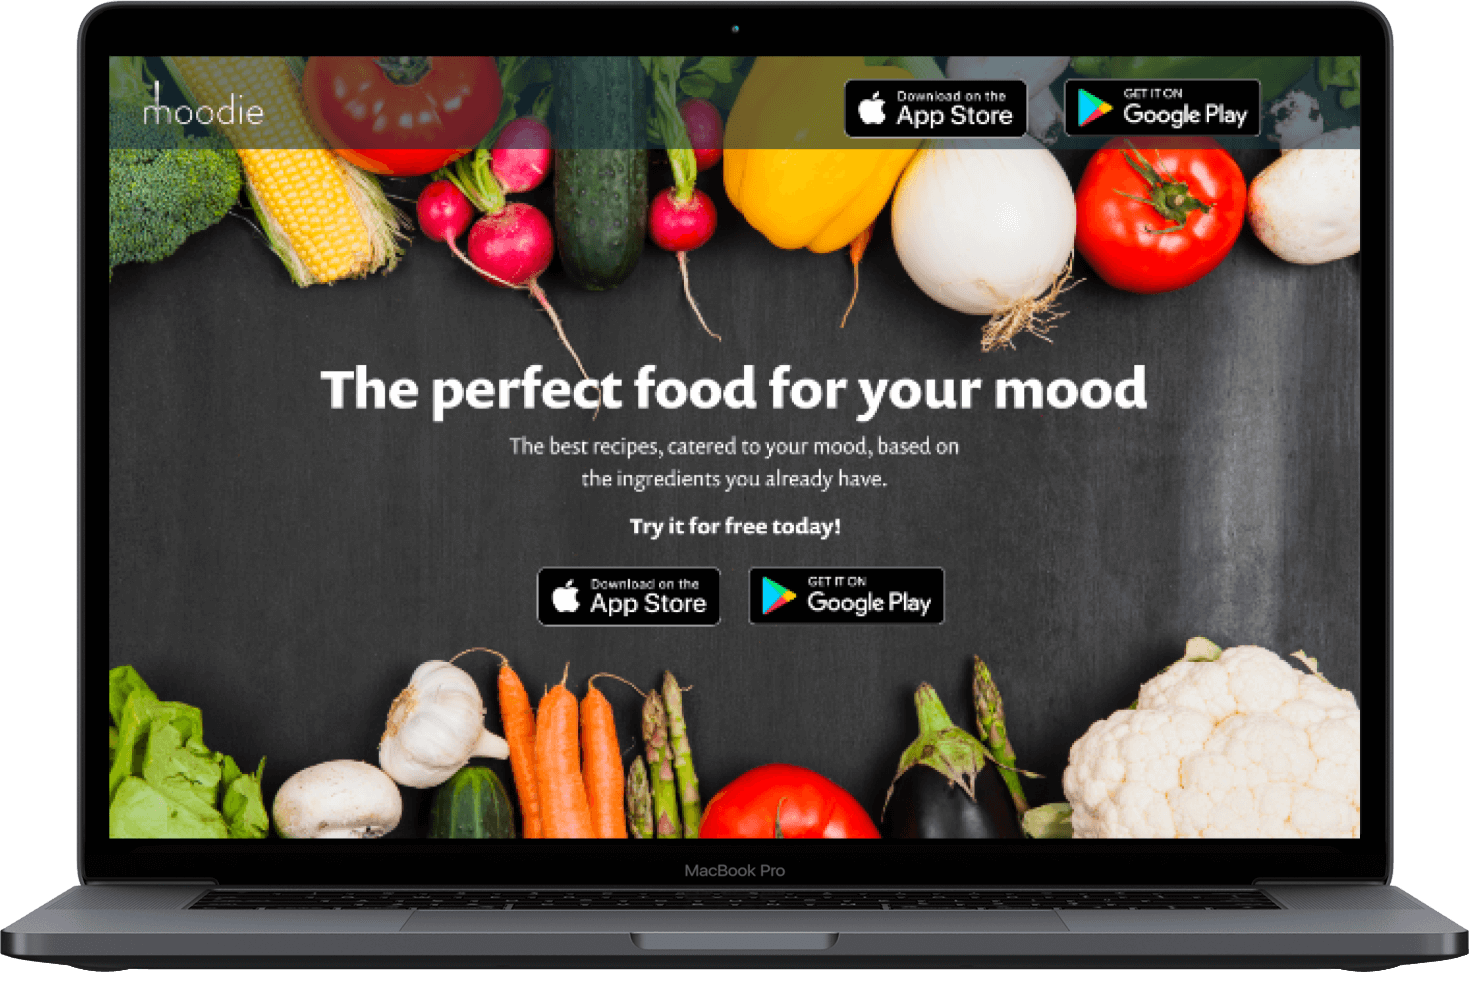 moodie
Download on the
App Store
GET IT ON
Google Play
The perfect food for your mood
The best recipes, catered to your mood, based on
the ingredients you already have.
Try it for free today!
Download on the
App Store
GET IT ON
Google Play
MacBook Pro